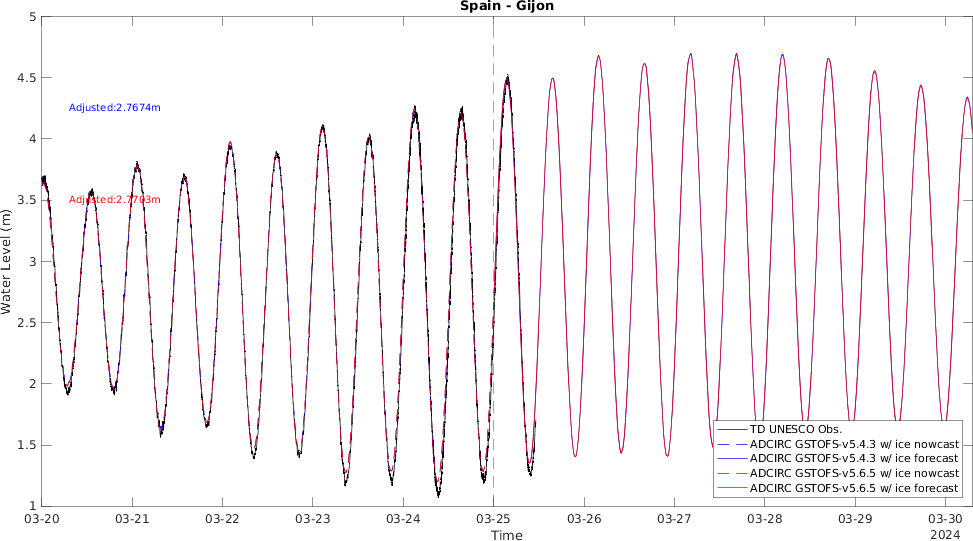 Spain - Gijon
5
4.5
4
3.5
3
2.5
2
1.5
1
Water Level (m)
Adjusted:2.7674m
Adjusted:2.7703m
TD UNESCO Obs.
ADCIRC GSTOFS-v5.4.3 w/ ice nowcast
ADCIRC GSTOFS-v5.4.3 w/ ice forecast
ADCIRC GSTOFS-v5.6.5 w/ ice nowcast
ADCIRC GSTOFS-v5.6.5 w/ ice forecast
03-20 03-21 03-22 03-23 03-24 03-25 03-26 03-27 03-28 03-29 03-30
Time
2024